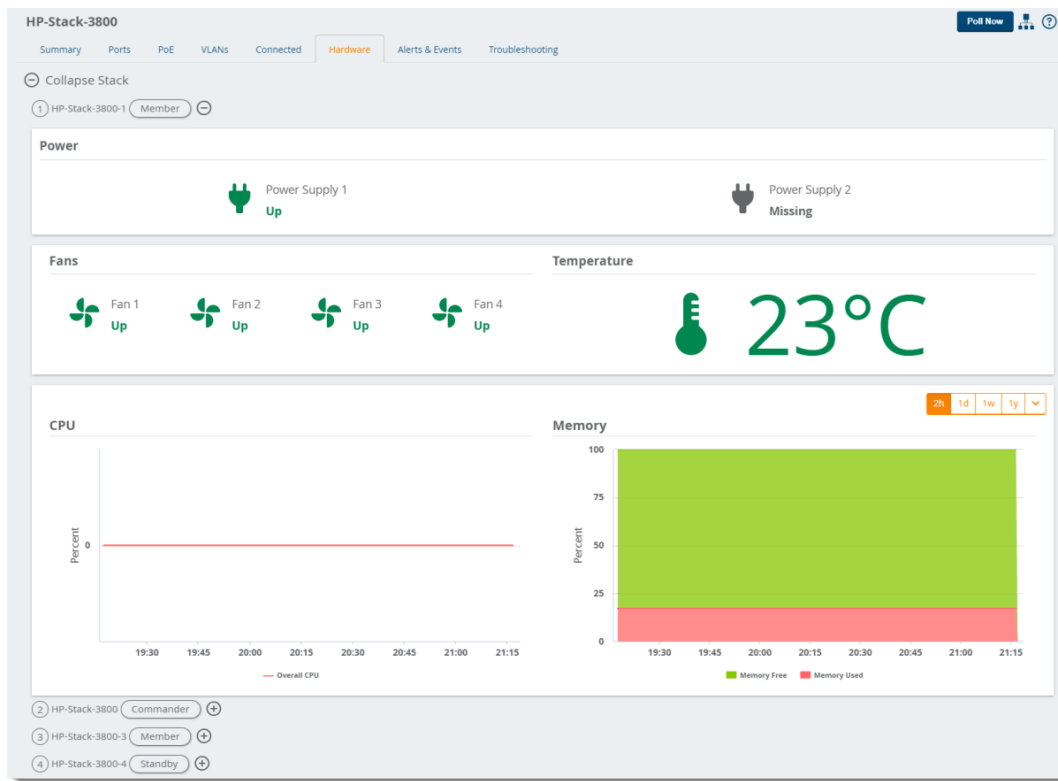 HP-Stack-3800
Poll Now
Summary Ports PoE VLANs Connected Hardware Alerts & Events Troubleshooting
Collapse Stack
1 HP-Stack-3800-1 Member
Power
Power Supply 1
Up
Power Supply 2
Missing
Fans
Fan 1
Up
Fan 2
Up
Fan 3
Up
Fan 4
Up
Temperature
23°C
2h 1d 1w 1y
CPU
Percent
0
19:30 19:45 20:00 20:15 20:30 20:45 21:00 21:15
Overall CPU
Memory
Percent
100
75
50
25
0
19:30 19:45 20:00 20:15 20:30 20:45 21:00 21:15
Memory Free Memory Used
2 HP-Stack-3800 Commander
3 HP-Stack-3800-3 Member
4 HP-Stack-3800-4 Standby